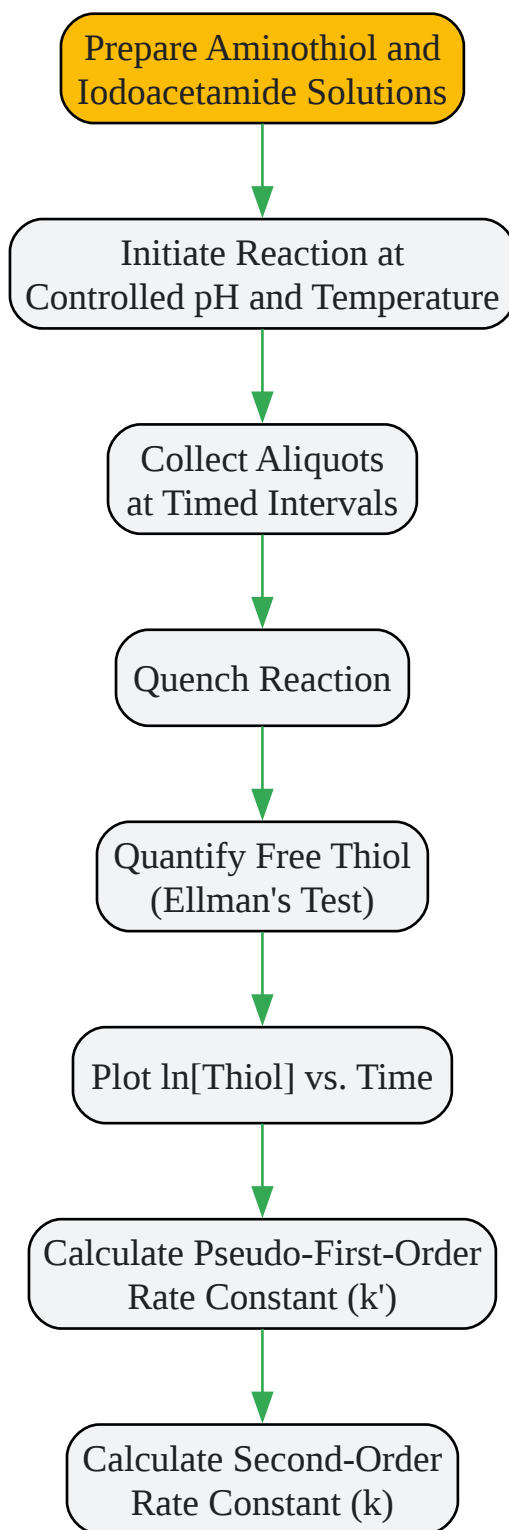 Prepare Aminothiol and
Iodoacetamide Solutions
Initiate Reaction at
Controlled pH and Temperature
Collect Aliquots
at Timed Intervals
Quench Reaction
Quantify Free Thiol
(Ellman's Test)
Plot ln[Thiol] vs. Time
Calculate Pseudo-First-Order
Rate Constant (k')
Calculate Second-Order
Rate Constant (k)